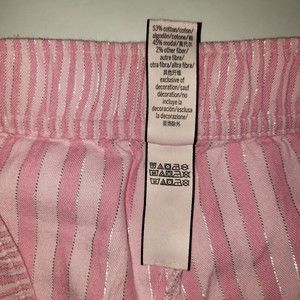 53% cotton/coton/
algodón/cotone/棉
45% modal/莫代尔
2% other fiber/
autre fibre/
otra fibra/altra fibra/
其他纤维
exclusive of
decoration/sauf
décoration/no
incluye la
decoración/esclusa
la decorazione/
装饰除外